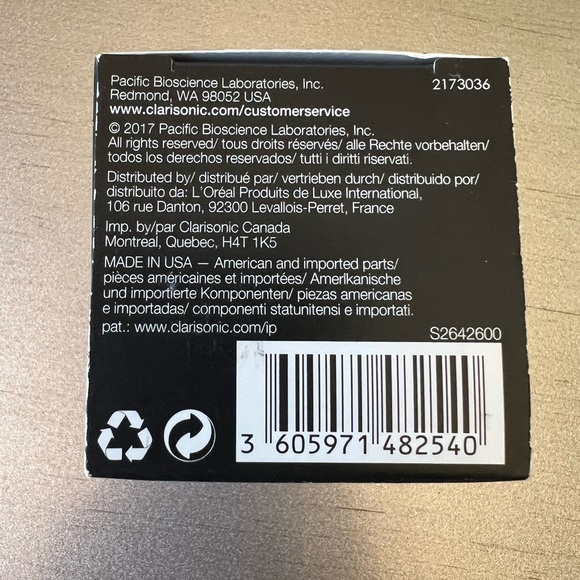 Pacific Bioscience Laboratories, Inc. 2173036
Redmond, WA 98052 USA
www.clarisonic.com/customerservice
© 2017 Pacific Bioscience Laboratories, Inc.
All rights reserved/ tous droits réservés/ alle Rechte vorbehalten/
todos los derechos reservados/ tutti i diritti riservati.
Distributed by/ distribué par/ vertrieben durch/ distribuido por/
distribuito da: L'Oréal Produits de Luxe International,
106 rue Danton, 92300 Levallois-Perret, France
Imp. by/par Clarisonic Canada
Montreal, Quebec, H4T 1K5
MADE IN USA — American and imported parts/
pièces américaines et importées/ Amerikanische
und importierte Komponenten/ piezas americanas
e importadas/ componenti statunitensi e importati.
pat.: www.clarisonic.com/ip S2642600
3 605971 482540